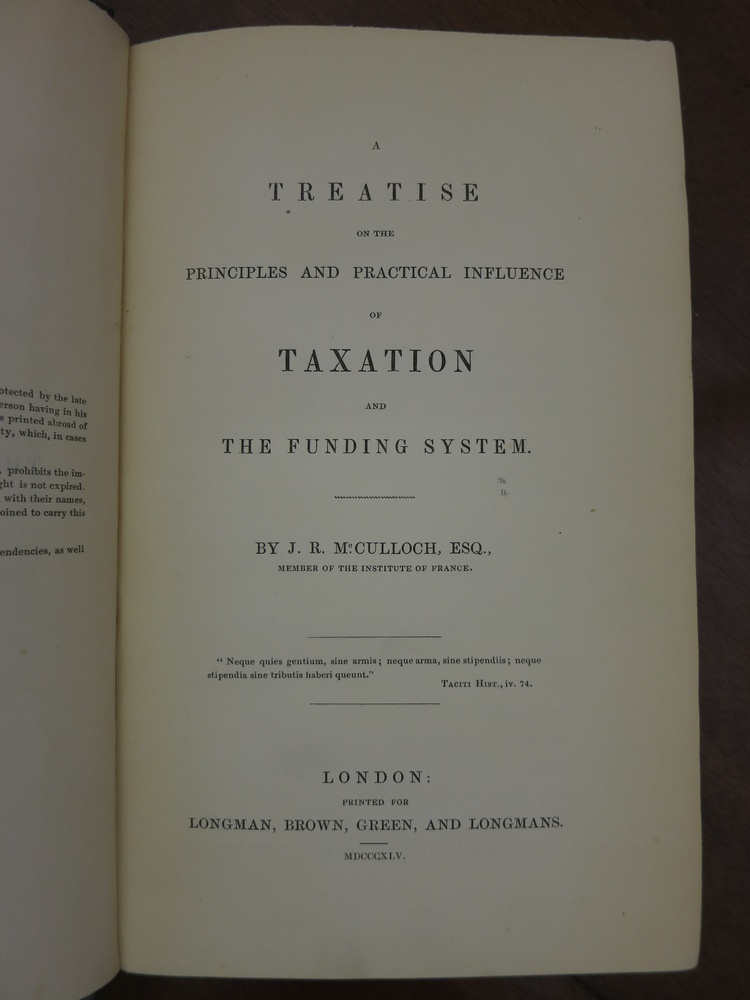 otected by the late
erson having in his
s printed abroad of
ty, which, in cases
, prohibits the im-
ght is not expired.
with their names,
oined to carry this
endencies, as well
A
TREATISE
ON THE
PRINCIPLES AND PRACTICAL INFLUENCE
OF
TAXATION
AND
THE FUNDING SYSTEM.
BY J. R. MᶜCULLOCH, ESQ.,
MEMBER OF THE INSTITUTE OF FRANCE.
“ Neque quies gentium, sine armis; neque arma, sine stipendiis; neque
stipendia sine tributis haberi queunt.”
TACITI HIST., iv. 74.
LONDON:
PRINTED FOR
LONGMAN, BROWN, GREEN, AND LONGMANS.
MDCCCXLV.